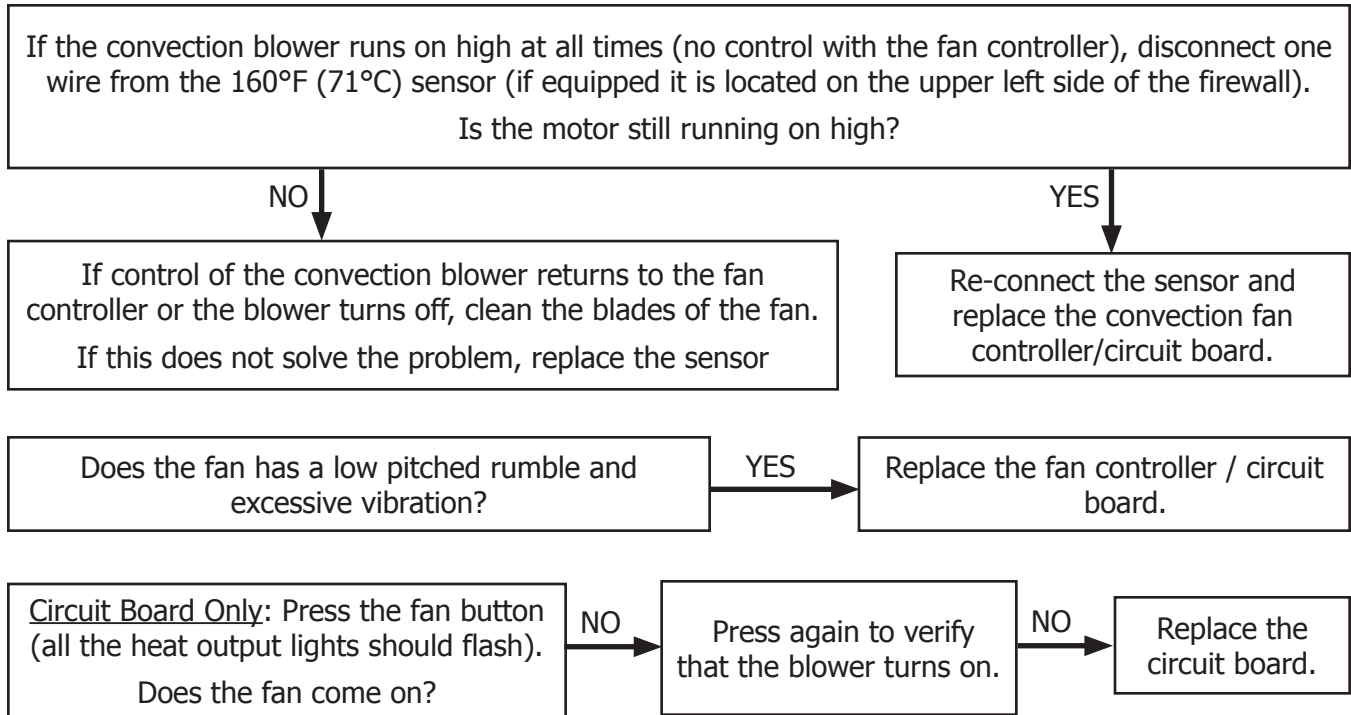 If the convection blower runs on high at all times (no control with the fan controller), disconnect one
wire from the 160°F (71°C) sensor (if equipped it is located on the upper left side of the firewall).
Is the motor still running on high?
NO
YES
If control of the convection blower returns to the fan
controller or the blower turns off, clean the blades of the fan.
If this does not solve the problem, replace the sensor
Re-connect the sensor and
replace the convection fan
controller/circuit board.
Does the fan has a low pitched rumble and
excessive vibration?
YES
Replace the fan controller / circuit
board.
Circuit Board Only: Press the fan button
(all the heat output lights should flash).
Does the fan come on?
NO
Press again to verify
that the blower turns on.
NO
Replace the
circuit board.